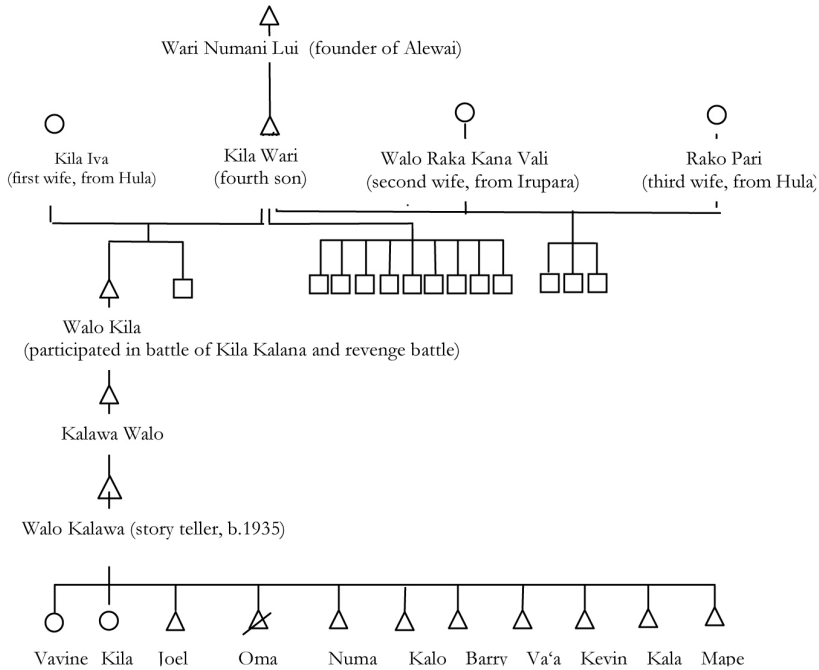 Wari Numani Lui (founder of Alewai)
Kila Iva
(first wife, from Hula)
Kila Wari
(fourth son)
Walo Raka Kana Vali
(second wife, from Irupara)
Rako Pari
(third wife, from Hula)
Walo Kila
(participated in battle of Kila Kalana and revenge battle)
Kalawa Walo
Walo Kalawa (story teller, b.1935)
Vavine Kila Joel Oma Numa Kalo Barry Va‘a Kevin Kala Mape